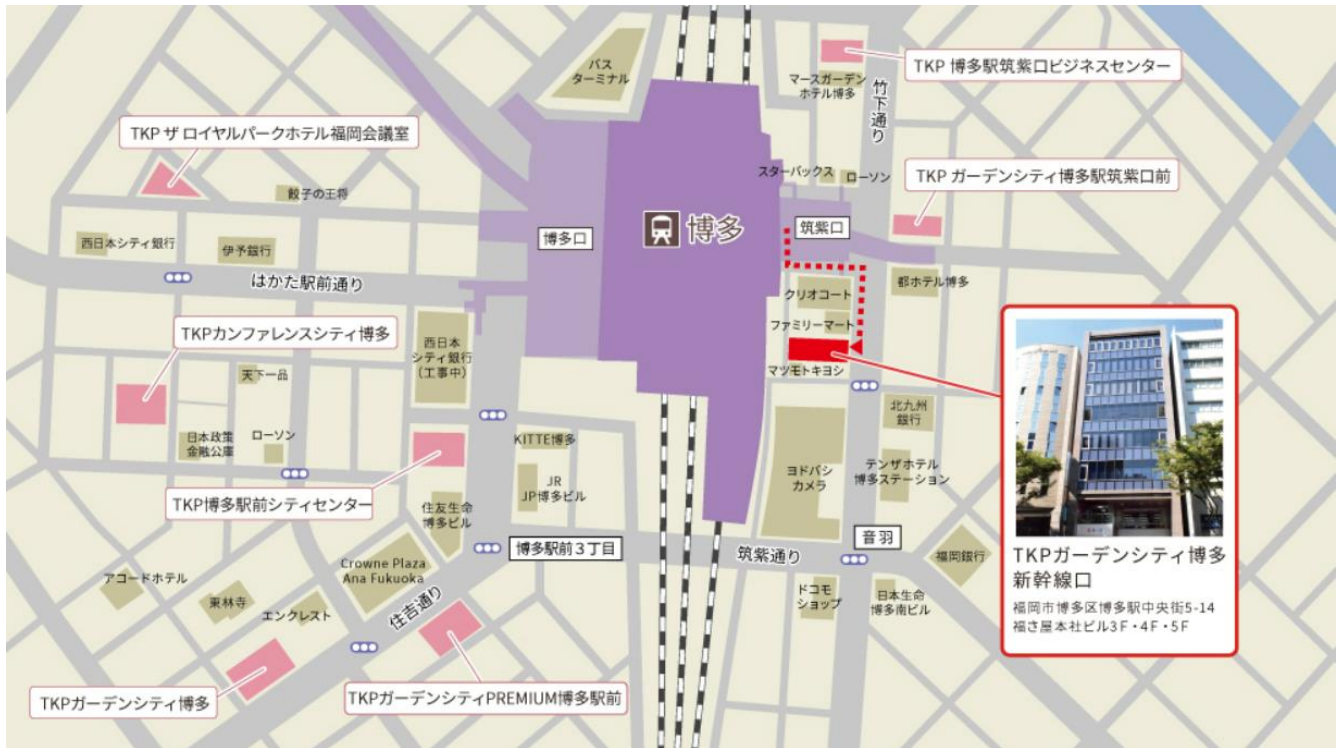 バス
ターミナル
マースガーデン
ホテル博多
TKP 博多駅筑紫口ビジネスセンター
竹下通り
TKP ザ ロイヤルパークホテル福岡会議室
スターバックス
ローソン
TKP ガーデンシティ博多駅筑紫口前
餃子の王将
西日本シティ銀行
伊予銀行
博多口
博多
筑紫口
はかた駅前通り
クリオコート
都ホテル博多
ファミリーマート
TKPカンファレンスシティ博多
西日本
シティ銀行
(工事中)
マツモトキヨシ
天下一品
北九州
銀行
日本政策
金融公庫
ローソン
KITTE博多
JR
JP博多ビル
ヨドバシ
カメラ
テンザホテル
博多ステーション
TKP博多駅前シティセンター
住友生命
博多ビル
博多駅前3丁目
筑紫通り
音羽
福岡銀行
Crowne Plaza
Ana Fukuoka
アコードホテル
東林寺
エンクレスト
住吉通り
ドコモ
ショップ
日本生命
博多南ビル
TKPガーデンシティ博多
TKPガーデンシティPREMIUM博多駅前
TKPガーデンシティ博多
新幹線口
福岡市博多区博多駅中央街5-14
福さ屋本社ビル3F・4F・5F